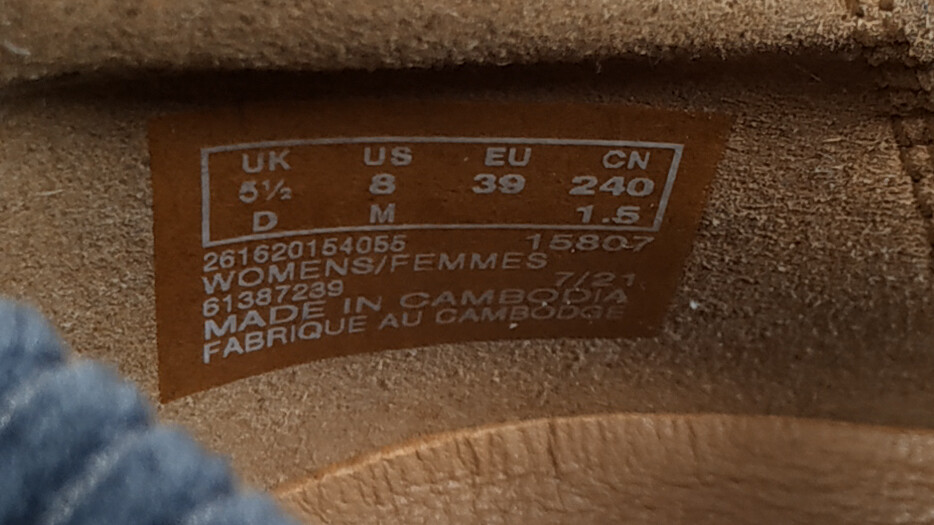 UK US EU CN
5½ 8 39 240
D M 1.5
261620154055 15807
WOMENS/FEMMES
61387239 7/21
MADE IN CAMBODIA
FABRIQUE AU CAMBODGE